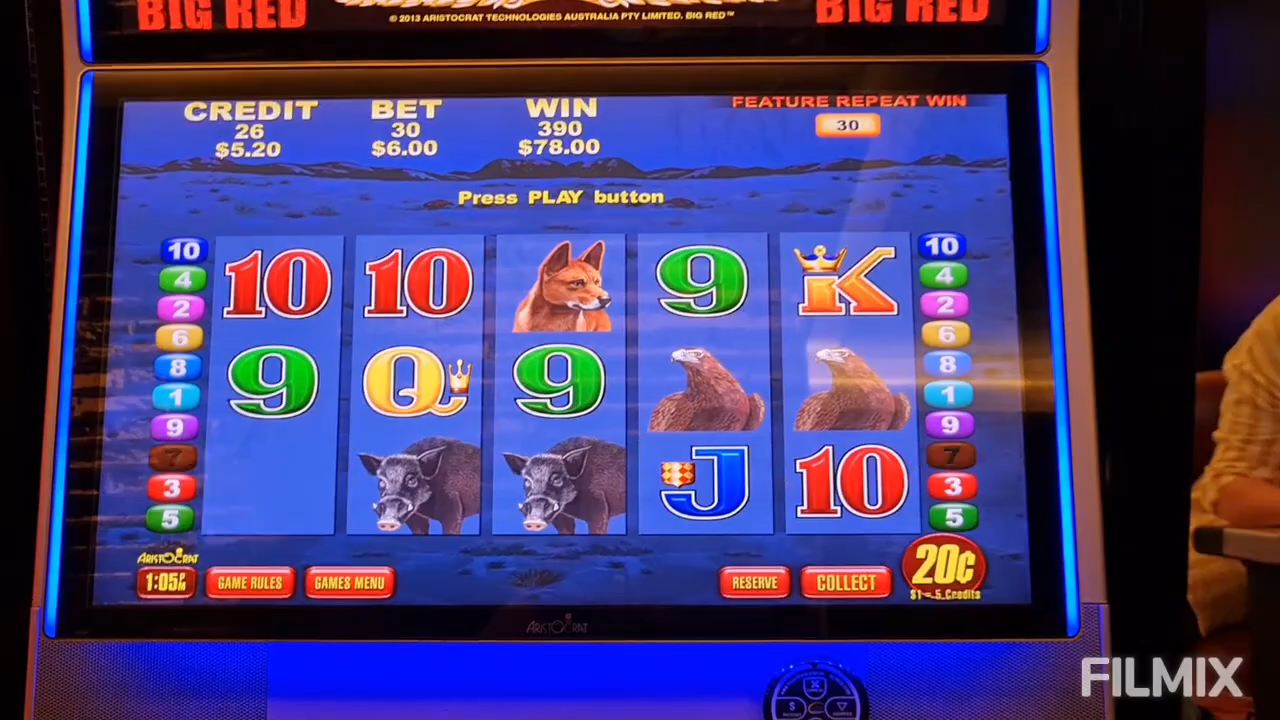 BIG RED
© 2013 ARISTOCRAT TECHNOLOGIES AUSTRALIA PTY LIMITED. BIG RED™
BIG RED
CREDIT BET WIN FEATURE REPEAT WIN
26 30 390 30
$5.20 $6.00 $78.00
Press PLAY button
10 10 10 9 K 10
4 4
2 2
6 6
8 9 Q 9 8
1 1
9 9
7 7
3 J 10 3
5 5
ARISTOCRAT
1:05 PM GAME RULES GAMES MENU RESERVE COLLECT 20¢
$1 = 5 Credits
ARISTOCRAT
FILMIX